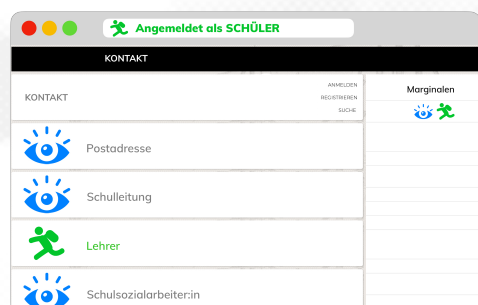 Angemeldet als SCHÜLER
KONTAKT
KONTAKT
ANMELDEN
REGISTRIEREN
SUCHE
Marginalen
Postadresse
Schulleitung
Lehrer
Schulsozialarbeiter:in